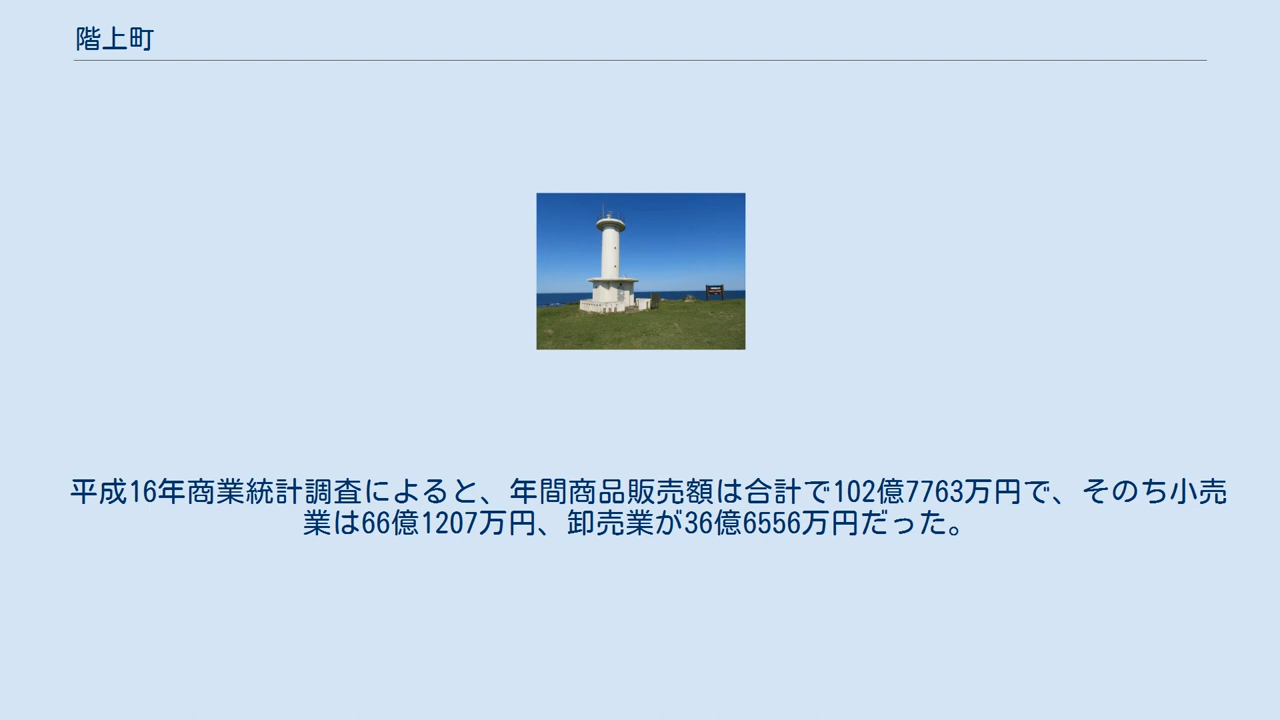 階上町
平成16年商業統計調査によると、年間商品販売額は合計で102億7763万円で、そのち小売
業は66億1207万円、卸売業が36億6556万円だった。